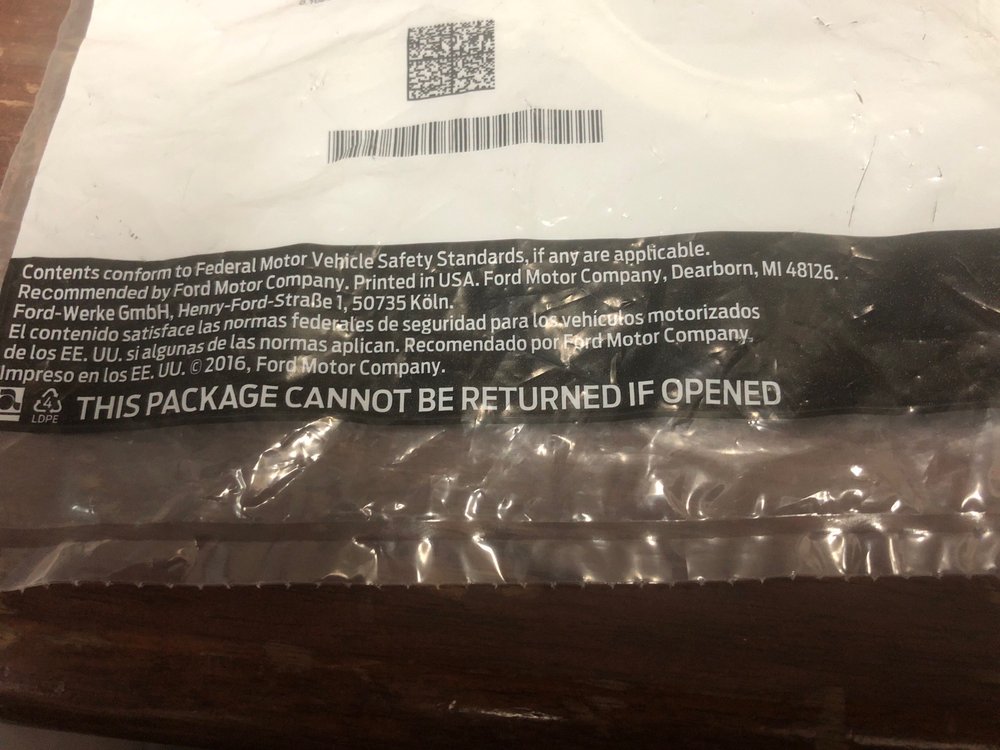 Contents conform to Federal Motor Vehicle Safety Standards, if any are applicable.
Recommended by Ford Motor Company. Printed in USA. Ford Motor Company, Dearborn, MI 48126.
Ford-Werke GmbH, Henry-Ford-Straße 1, 50735 Köln.
El contenido satisface las normas federales de seguridad para los vehículos motorizados
de los EE. UU. si algunas de las normas aplican. Recomendado por Ford Motor Company.
Impreso en los EE. UU. © 2016, Ford Motor Company.
4
LDPE
THIS PACKAGE CANNOT BE RETURNED IF OPENED